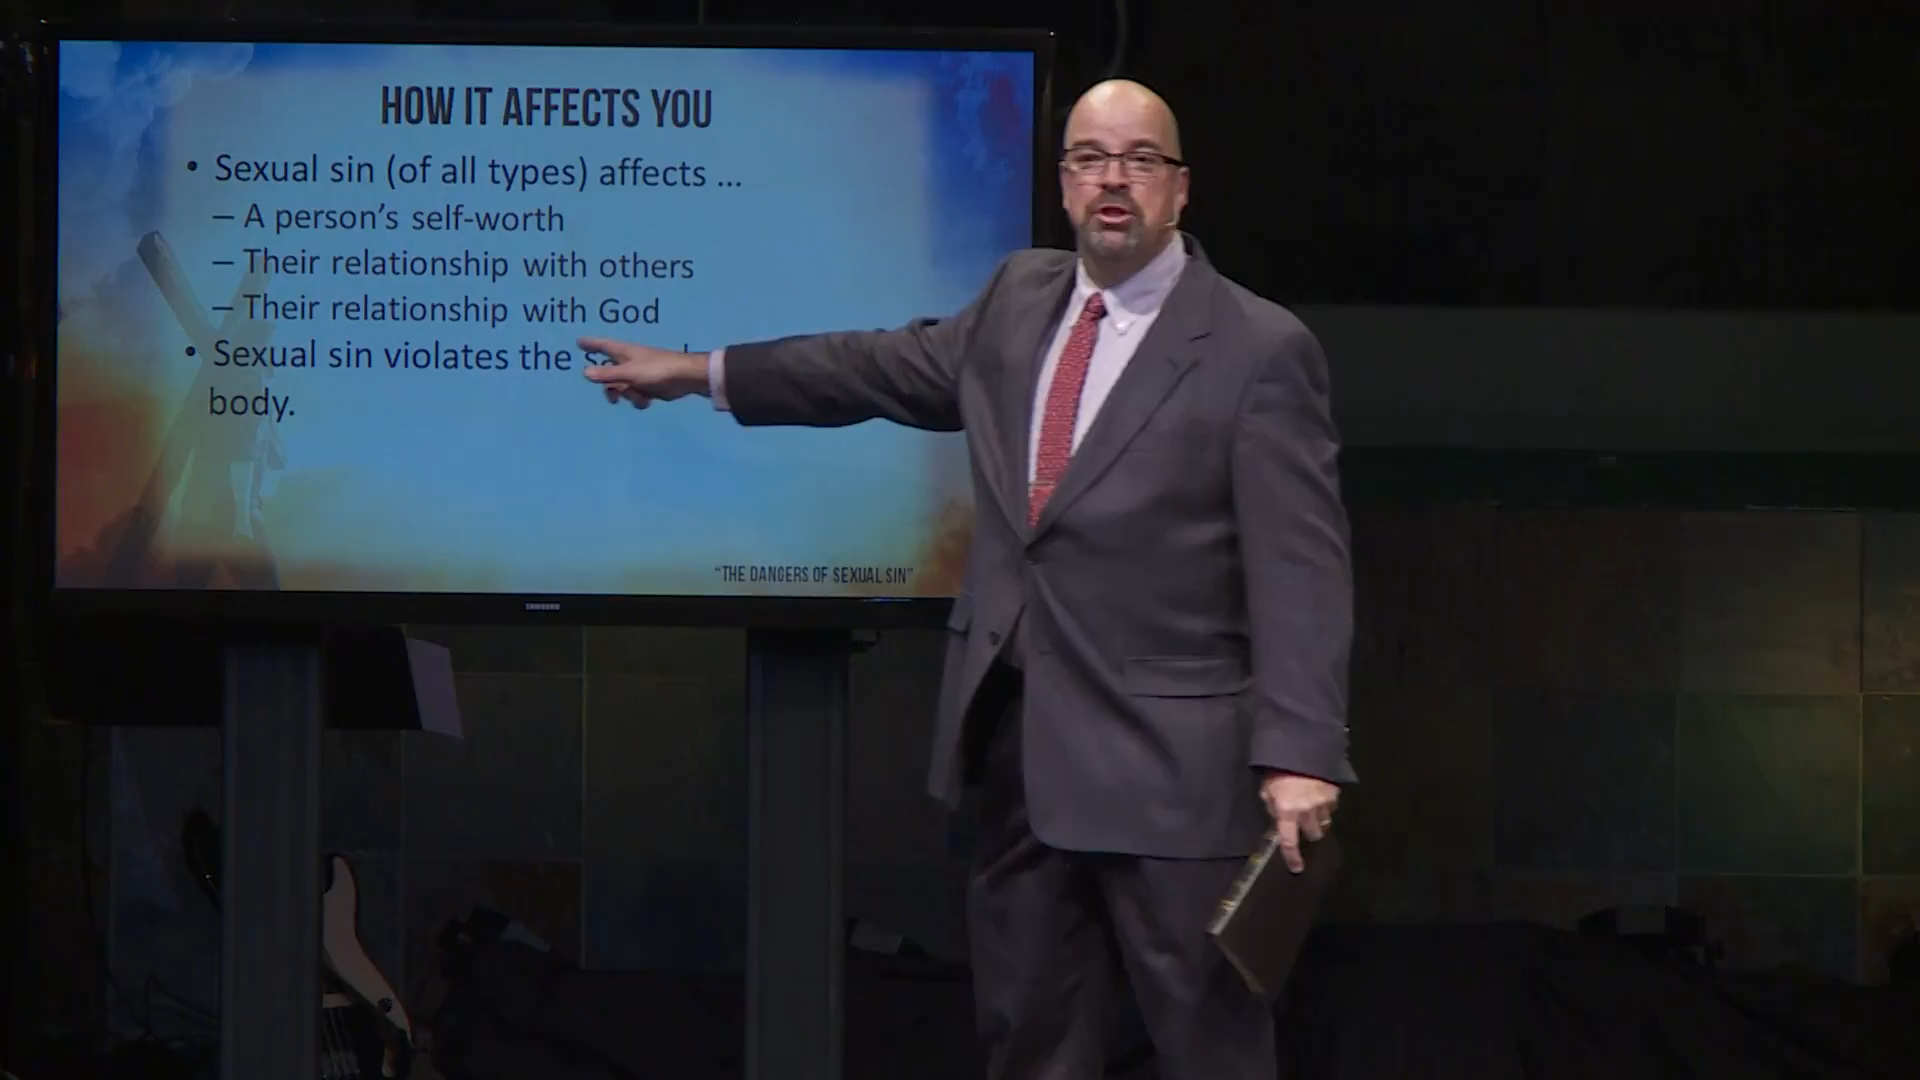 HOW IT AFFECTS YOU
• Sexual sin (of all types) affects ...
– A person's self-worth
– Their relationship with others
– Their relationship with God
• Sexual sin violates the
body.
"THE DANGERS OF SEXUAL SIN"
SAMSUNG